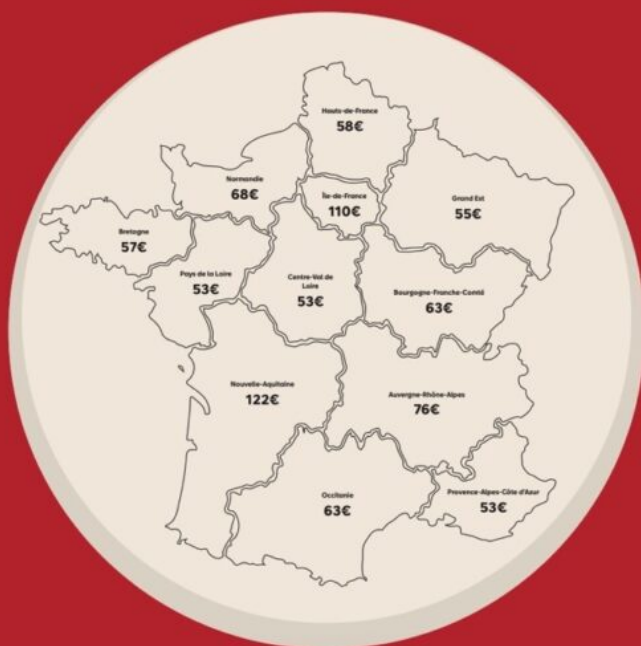 Hauts-de-France
58€
Normandie
68€
Île-de-France
110€
Grand Est
55€
Bretagne
57€
Pays de la Loire
53€
Centre-Val de
Loire
53€
Bourgogne-Franche-Comté
63€
Nouvelle-Aquitaine
122€
Auvergne-Rhône-Alpes
76€
Occitanie
63€
Provence-Alpes-Côte d'Azur
53€